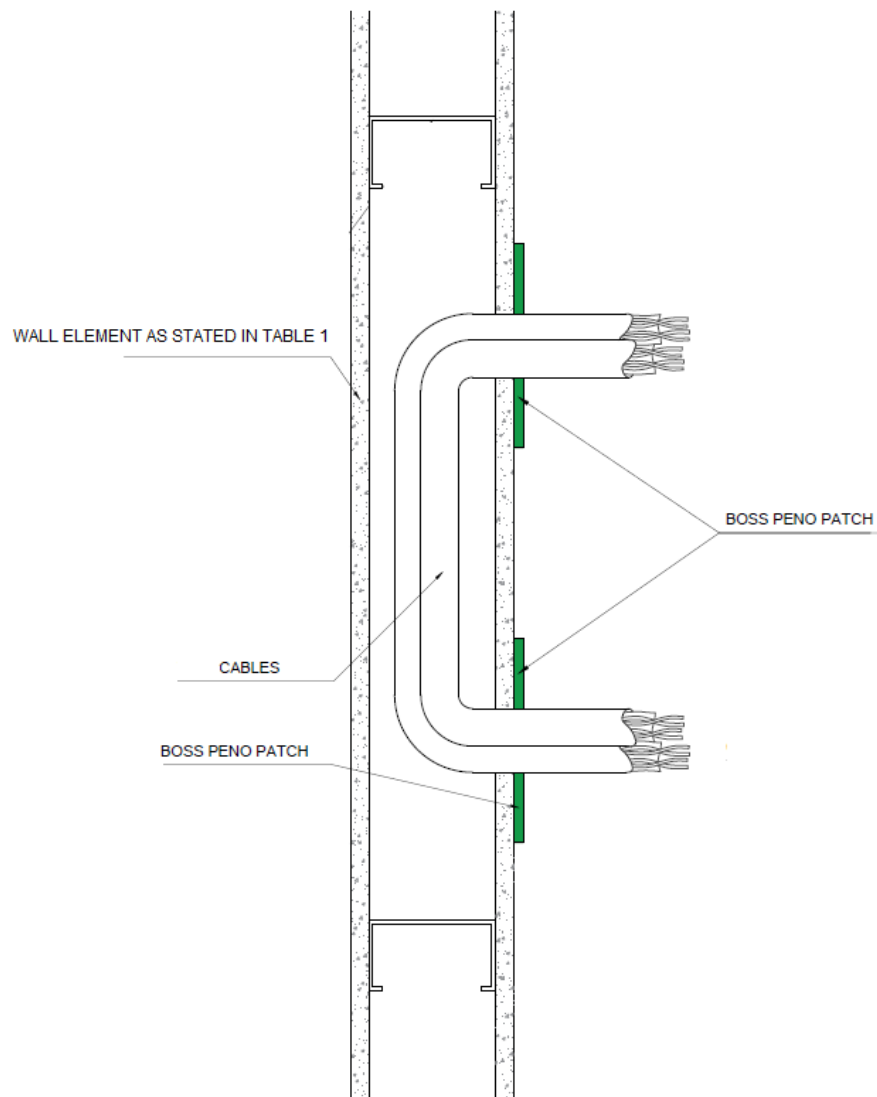 WALL ELEMENT AS STATED IN TABLE 1
BOSS PENO PATCH
CABLES
BOSS PENO PATCH